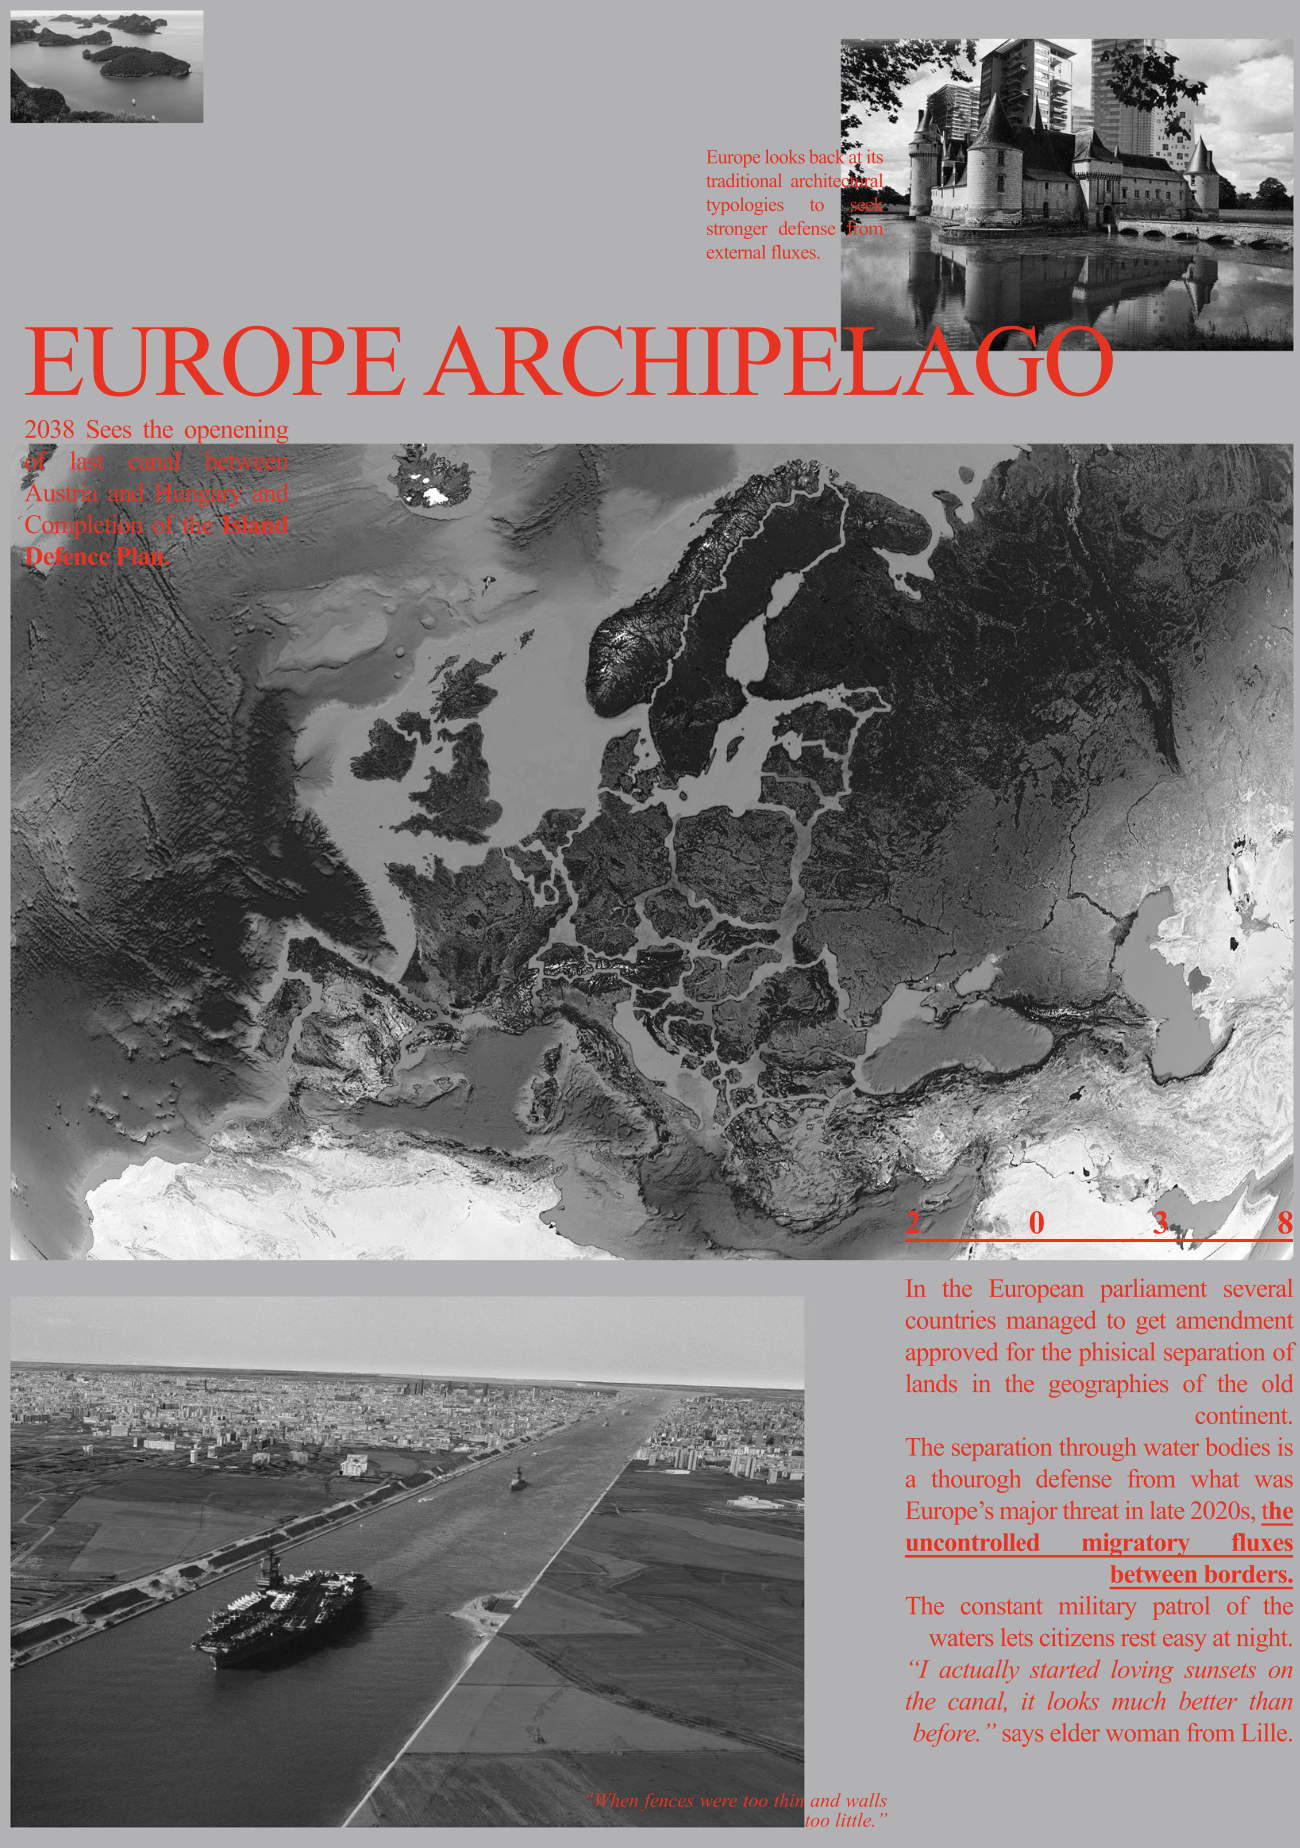 Europe looks back at its
traditional architectural
typologies to seek
stronger defense from
external fluxes.
EUROPE ARCHIPELAGO
2038 Sees the openening
of last canal between
Austria and Hungary and
Completion of the Island
Defence Plan.
2 0 3 8
In the European parliament several
countries managed to get amendment
approved for the phisical separation of
lands in the geographies of the old
continent.
The separation through water bodies is
a thourogh defense from what was
Europe’s major threat in late 2020s, the
uncontrolled migratory fluxes
between borders.
The constant military patrol of the
waters lets citizens rest easy at night.
“I actually started loving sunsets on
the canal, it looks much better than
before.” says elder woman from Lille.
“When fences were too thin and walls
too little.”